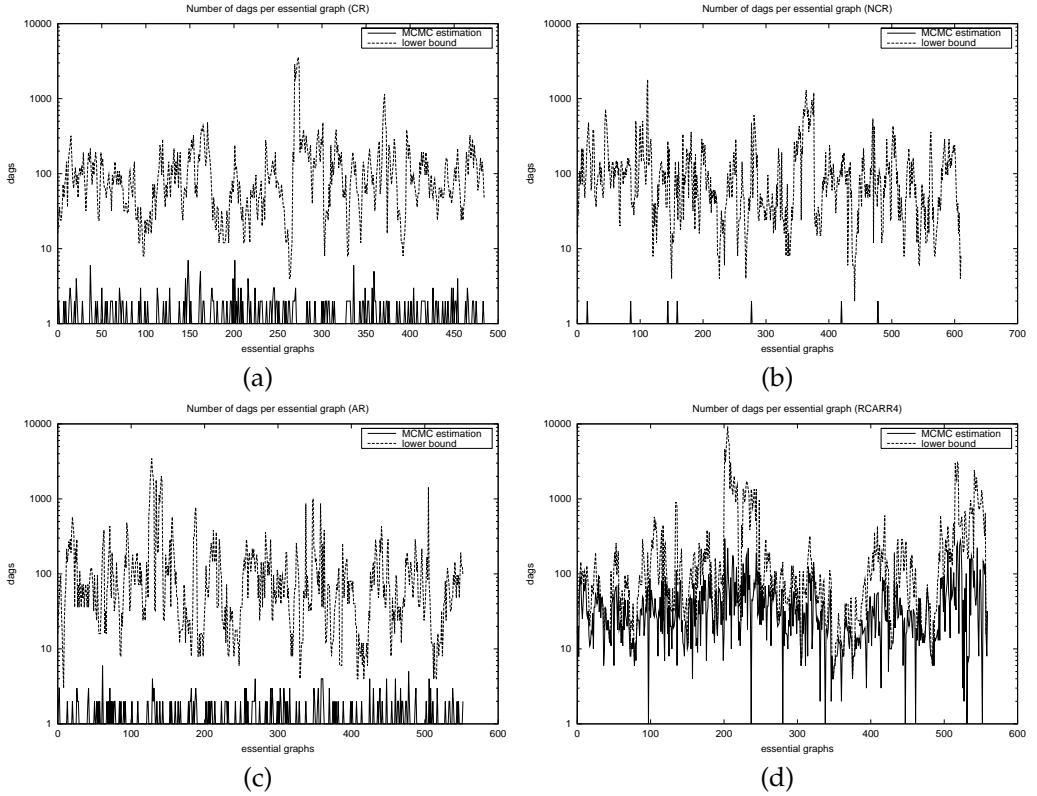 Number of dags per essential graph (CR)
MCMC estimation
lower bound
10000
1000
100
10
1
dags
0 50 100 150 200 250 300 350 400 450 500
essential graphs
(a)
Number of dags per essential graph (NCR)
MCMC estimation
lower bound
10000
1000
100
10
1
dags
0 100 200 300 400 500 600 700
essential graphs
(b)
Number of dags per essential graph (AR)
MCMC estimation
lower bound
10000
1000
100
10
1
dags
0 100 200 300 400 500 600
essential graphs
(c)
Number of dags per essential graph (RCARR4)
MCMC estimation
lower bound
10000
1000
100
10
1
dags
0 100 200 300 400 500 600
essential graphs
(d)